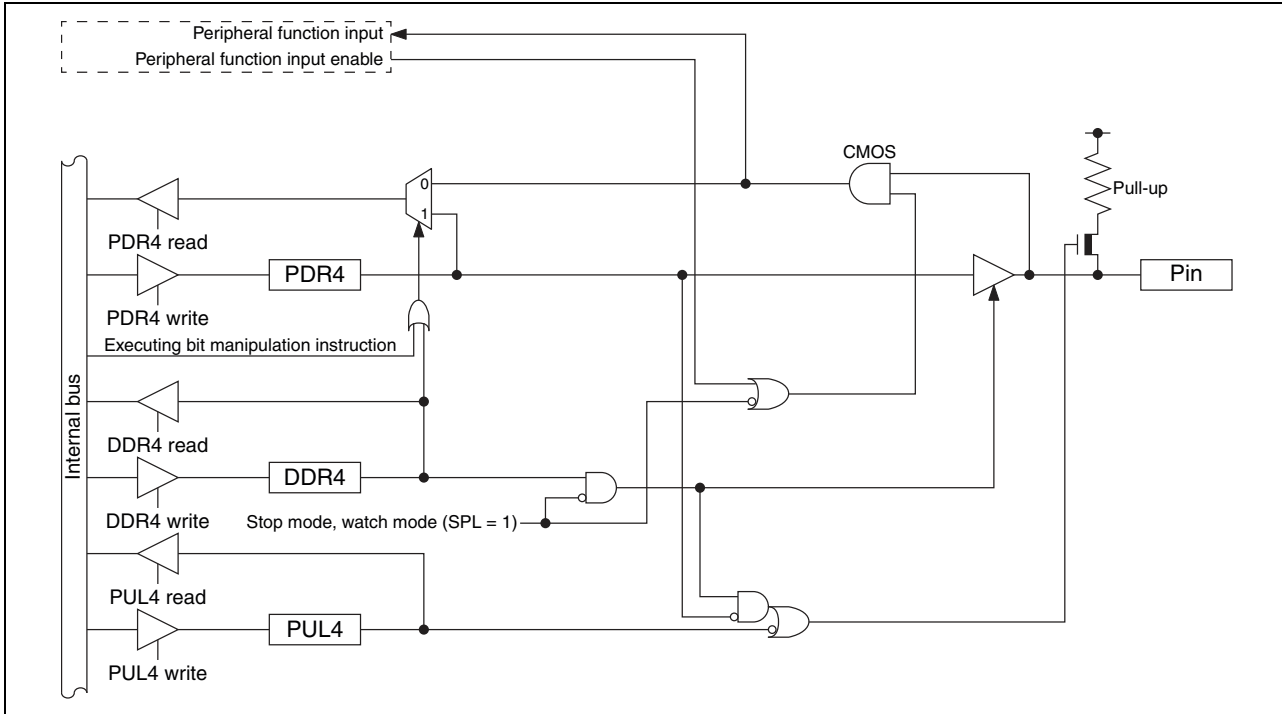 Peripheral function input
Peripheral function input enable
CMOS
Pull-up
0
1
PDR4 read
PDR4
Pin
PDR4 write
Executing bit manipulation instruction
Internal bus
DDR4 read
DDR4
DDR4 write
Stop mode, watch mode (SPL = 1)
PUL4 read
PUL4
PUL4 write